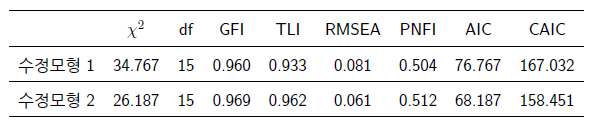 χ² df GFI TLI RMSEA PNFI AIC CAIC
수정모형 1 34.767 15 0.960 0.933 0.081 0.504 76.767 167.032
수정모형 2 26.187 15 0.969 0.962 0.061 0.512 68.187 158.451